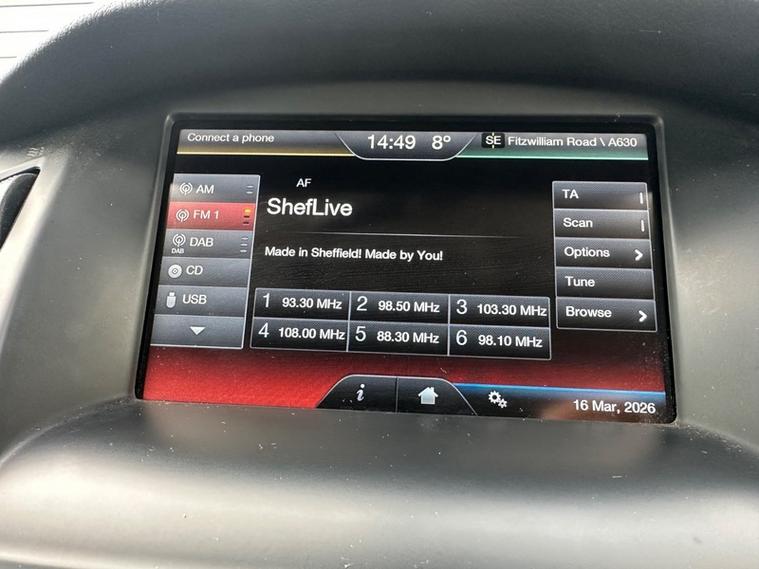 Connect a phone
14:49 8°
SE Fitzwilliam Road \ A630
AM
FM 1
DAB
DAB
CD
USB
AF
ShefLive
Made in Sheffield! Made by You!
1 93.30 MHz 2 98.50 MHz 3 103.30 MHz
4 108.00 MHz 5 88.30 MHz 6 98.10 MHz
TA
Scan
Options
Tune
Browse
i
16 Mar, 2026